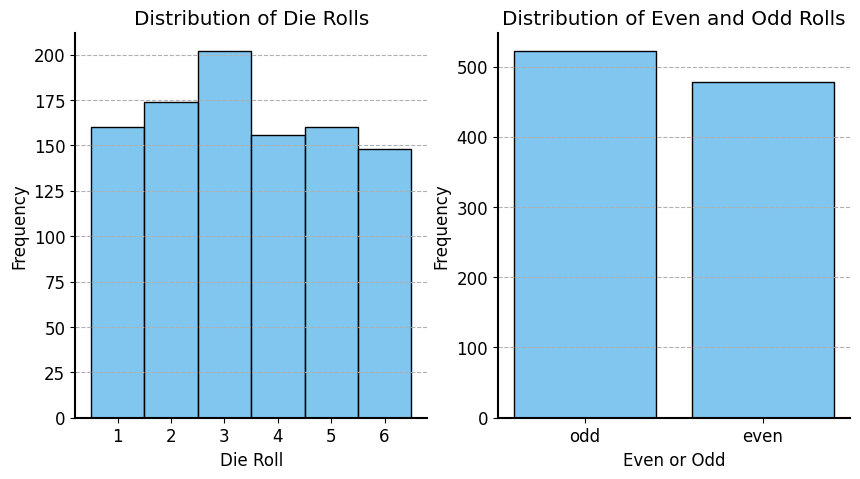 Distribution of Die Rolls
200
175
150
125
100
75
50
25
0
Frequency
1 2 3 4 5 6
Die Roll
Distribution of Even and Odd Rolls
500
400
300
200
100
0
Frequency
odd even
Even or Odd